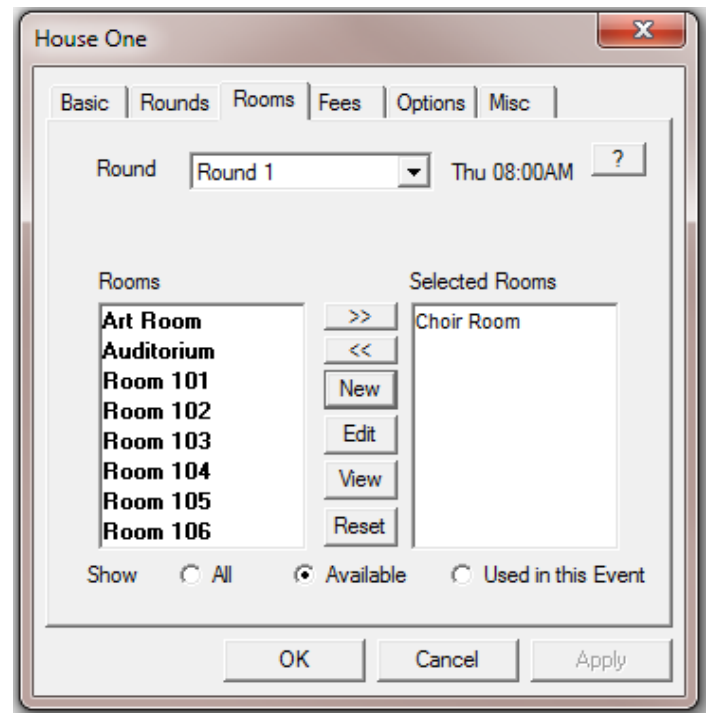 House One
X
Basic Rounds Rooms Fees Options Misc
Round Round 1 Thu 08:00AM ?
Rooms Selected Rooms
Art Room >> Choir Room
Auditorium <<
Room 101 New
Room 102
Room 103 Edit
Room 104 View
Room 105
Room 106 Reset
Show All Available Used in this Event
OK Cancel Apply